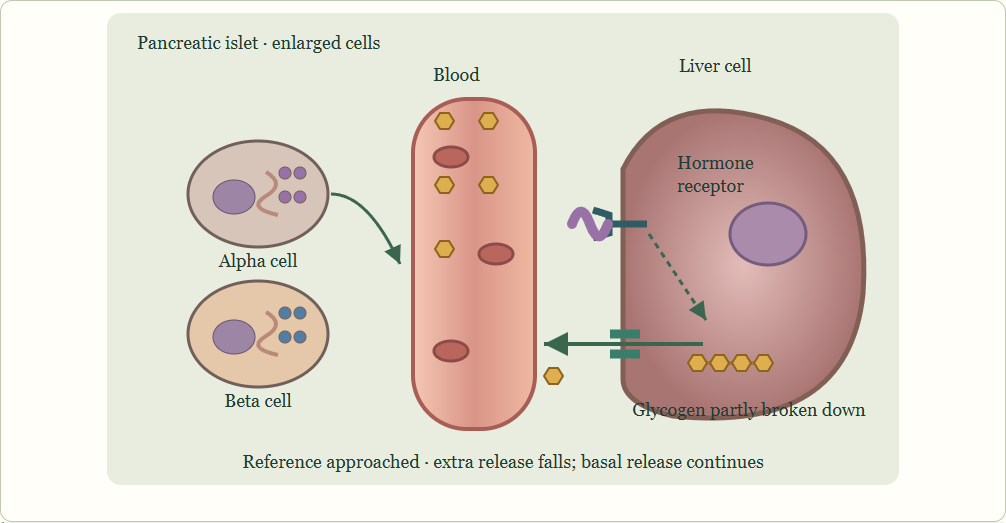 Pancreatic islet · enlarged cells
Blood
Liver cell
Hormone
receptor
Alpha cell
Beta cell
Glycogen partly broken down
Reference approached · extra release falls; basal release continues